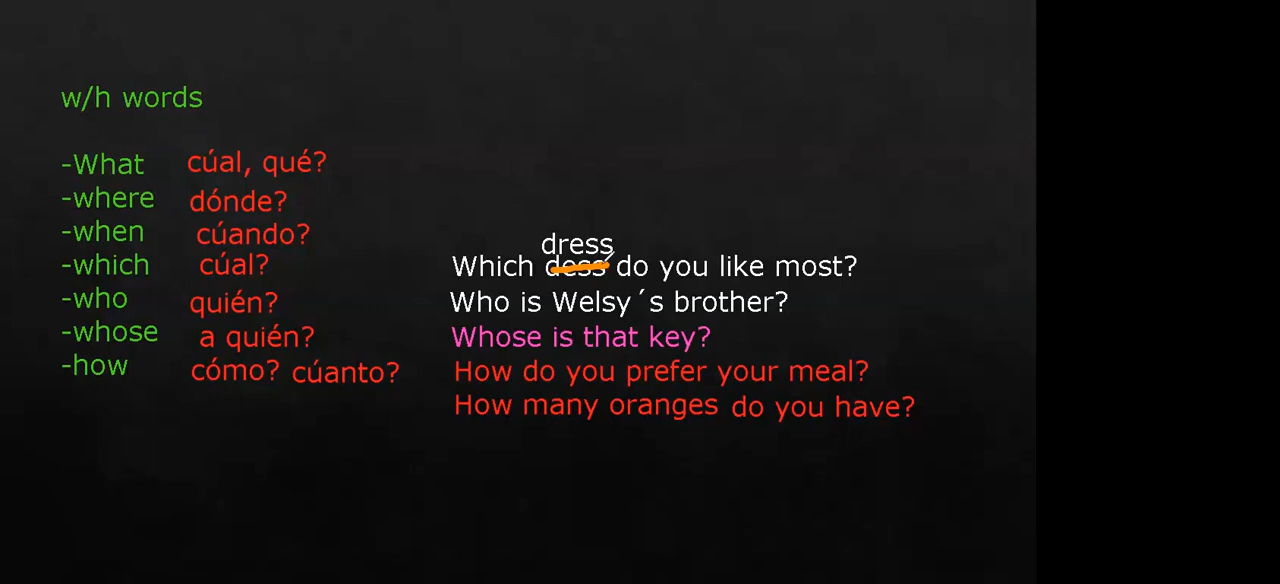 w/h words
-What cúal, qué?
-where dónde?
-when cúando?
-which cúal?
-who quién?
-whose a quién?
-how cómo? cúanto?
dress
Which dess do you like most?
Who is Welsy´s brother?
Whose is that key?
How do you prefer your meal?
How many oranges do you have?